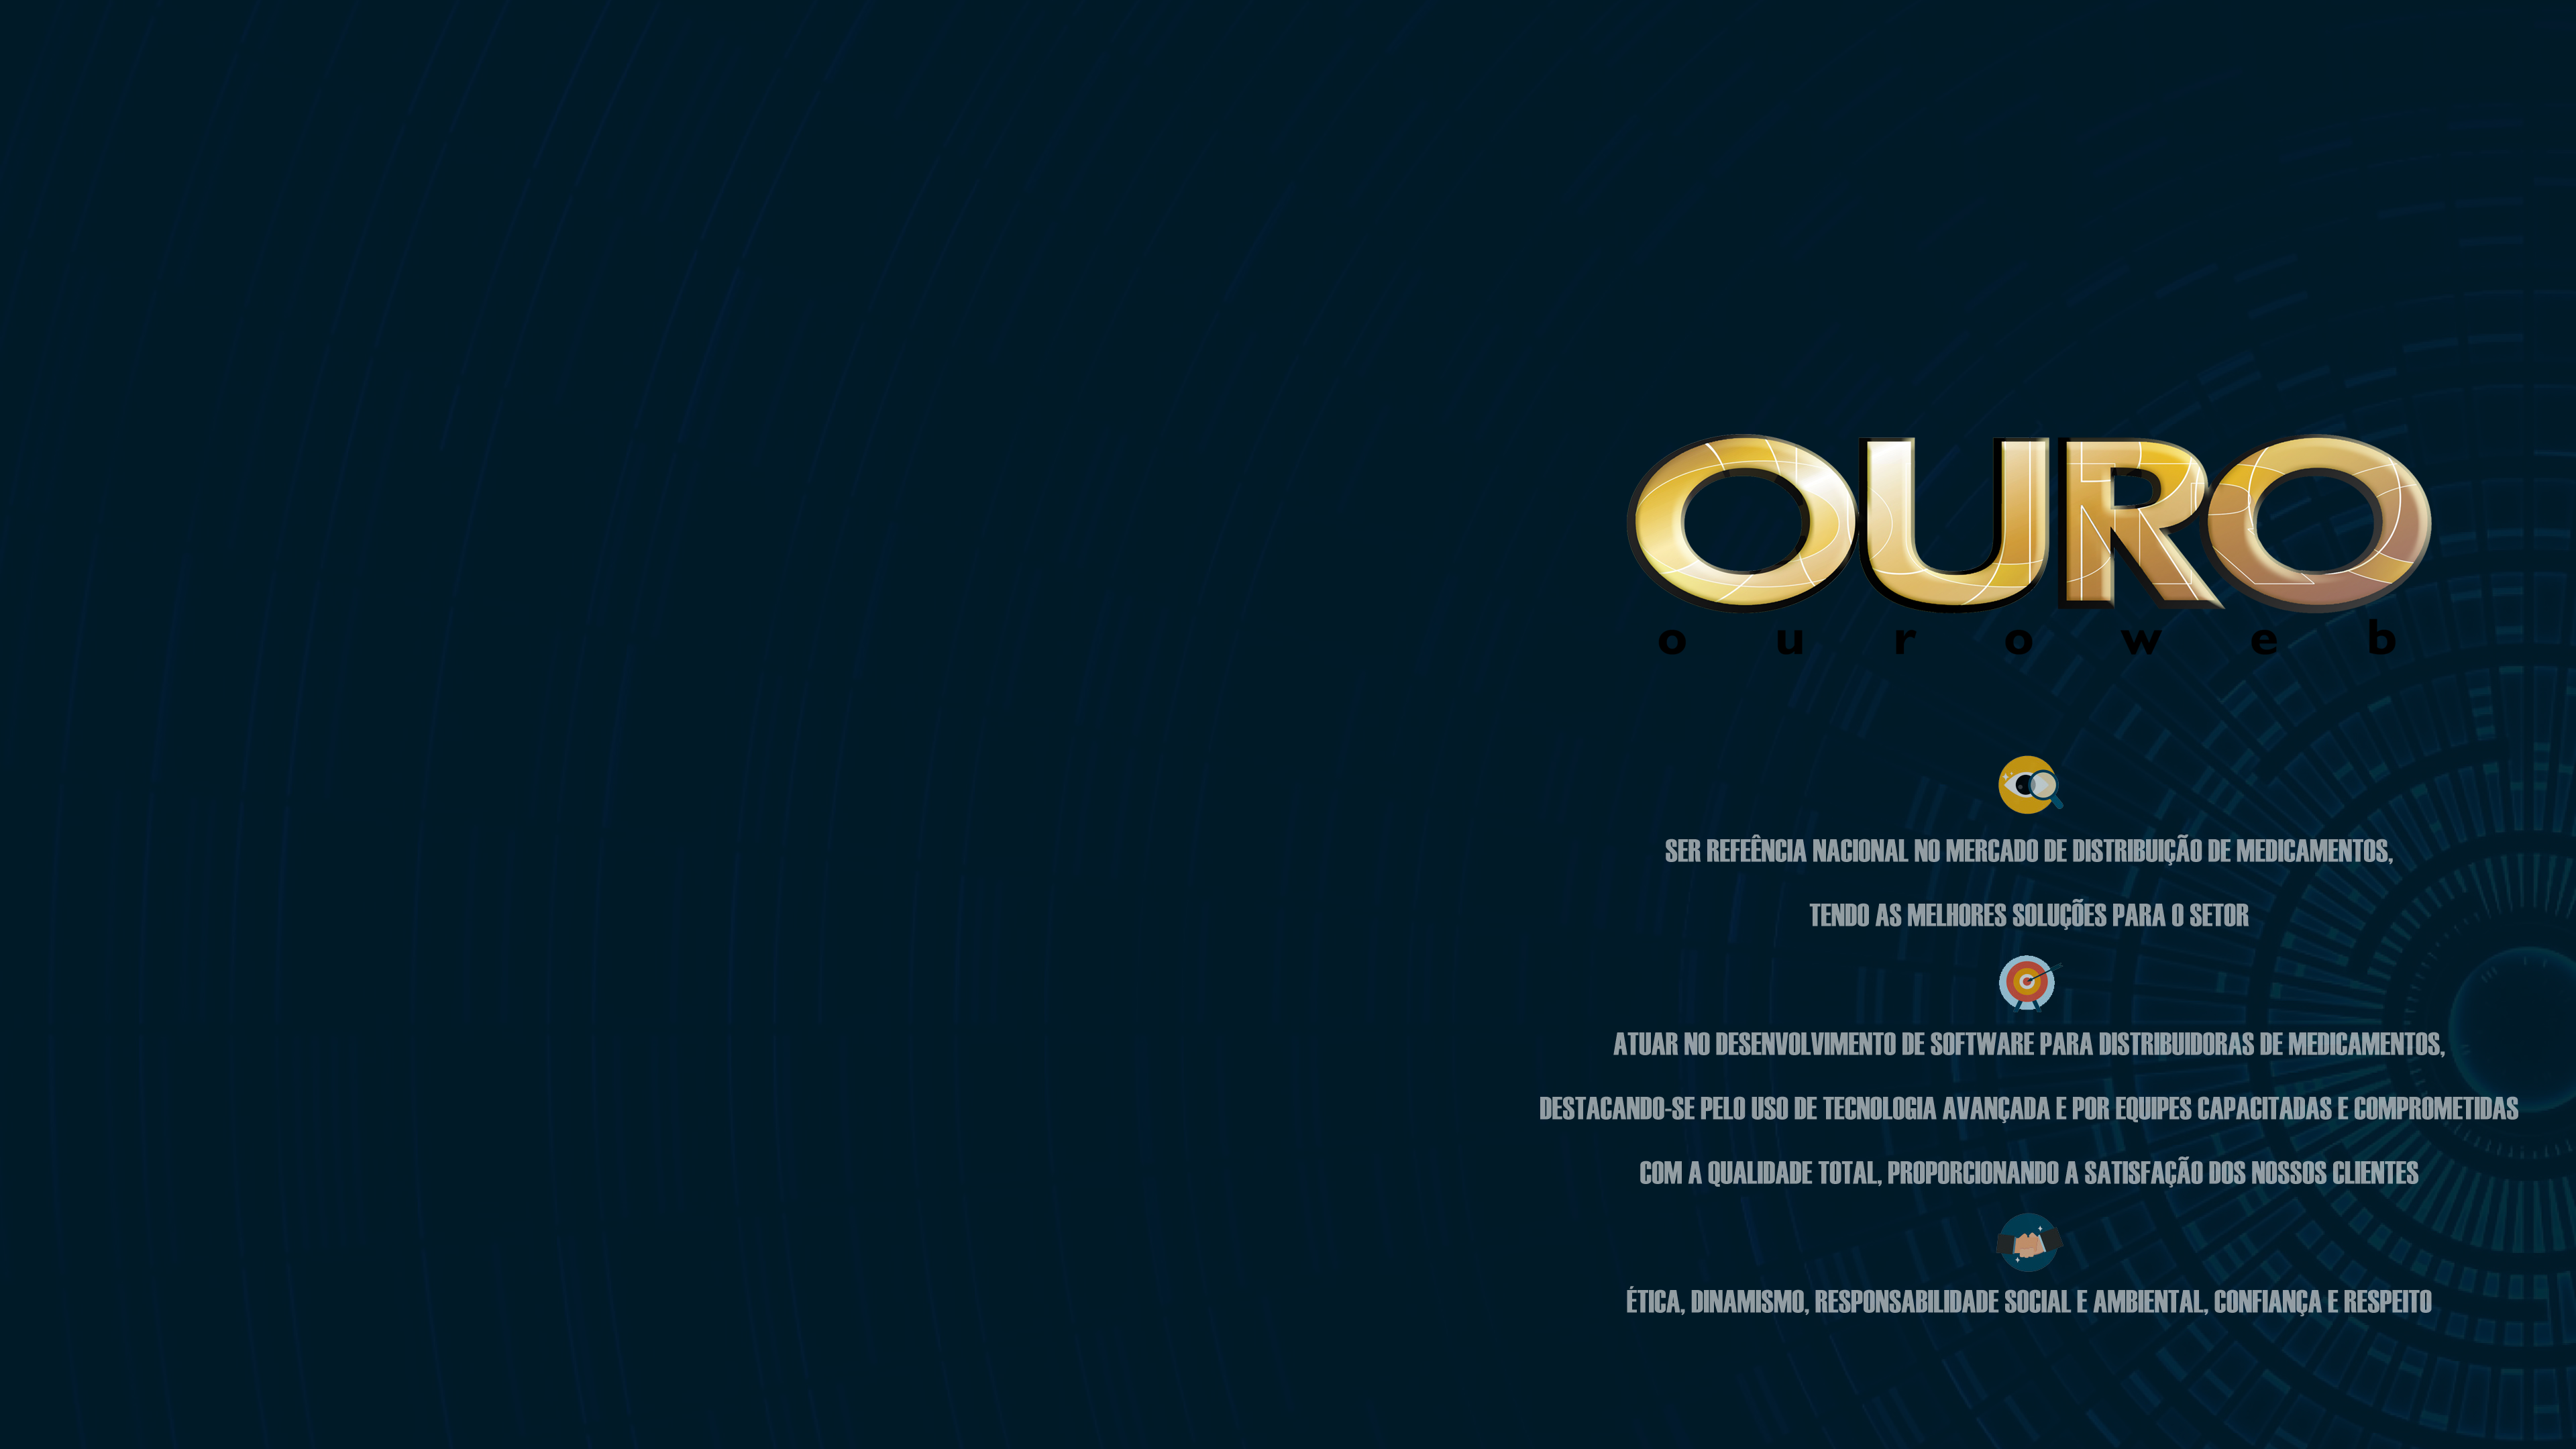 OURO
ouroweb
SER REFEÊNCIA NACIONAL NO MERCADO DE DISTRIBUIÇÃO DE MEDICAMENTOS,
TENDO AS MELHORES SOLUÇÕES PARA O SETOR
ATUAR NO DESENVOLVIMENTO DE SOFTWARE PARA DISTRIBUIDORAS DE MEDICAMENTOS,
DESTACANDO-SE PELO USO DE TECNOLOGIA AVANÇADA E POR EQUIPES CAPACITADAS E COMPROMETIDAS
COM A QUALIDADE TOTAL, PROPORCIONANDO A SATISFAÇÃO DOS NOSSOS CLIENTES
ÉTICA, DINAMISMO, RESPONSABILIDADE SOCIAL E AMBIENTAL, CONFIANÇA E RESPEITO